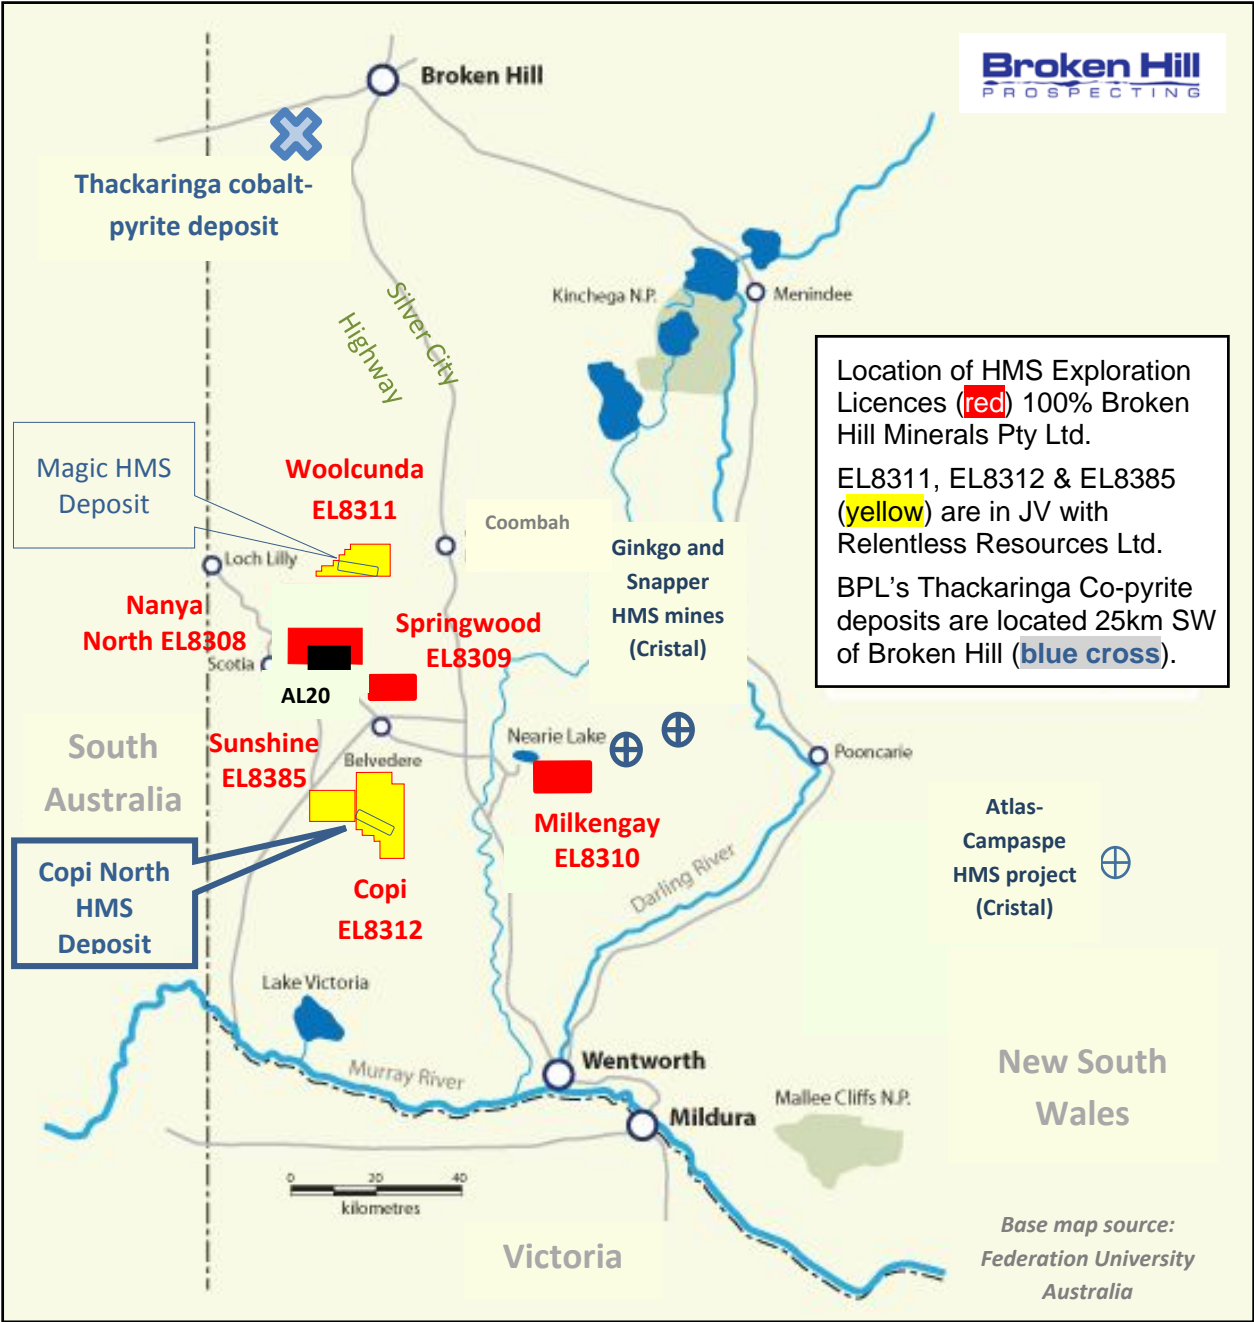 Broken Hill
Broken Hill
PROSPECTING
Thackaringa cobalt-
pyrite deposit
Silver City
Highway
Kinchega N.P.
Menindee
Location of HMS Exploration
Licences (red) 100% Broken
Hill Minerals Pty Ltd.
EL8311, EL8312 & EL8385
(yellow) are in JV with
Relentless Resources Ltd.
BPL's Thackaringa Co-pyrite
deposits are located 25km SW
of Broken Hill (blue cross).
Magic HMS
Deposit
Woolcunda
EL8311
Coombah
Loch Lilly
Ginkgo and
Snapper
HMS mines
(Cristal)
Nanya
North EL8308
Scotia
AL20
Springwood
EL8309
South
Australia
Sunshine
EL8385
Belvedere
Nearie Lake
Pooncarie
Milkengay
EL8310
Atlas-
Campaspe
HMS project
(Cristal)
Copi North
HMS
Deposit
Copi
EL8312
Darling River
Lake Victoria
Murray River
Wentworth
Mildura
Mallee Cliffs N.P.
New South
Wales
0 20 40
kilometres
Victoria
Base map source:
Federation University
Australia